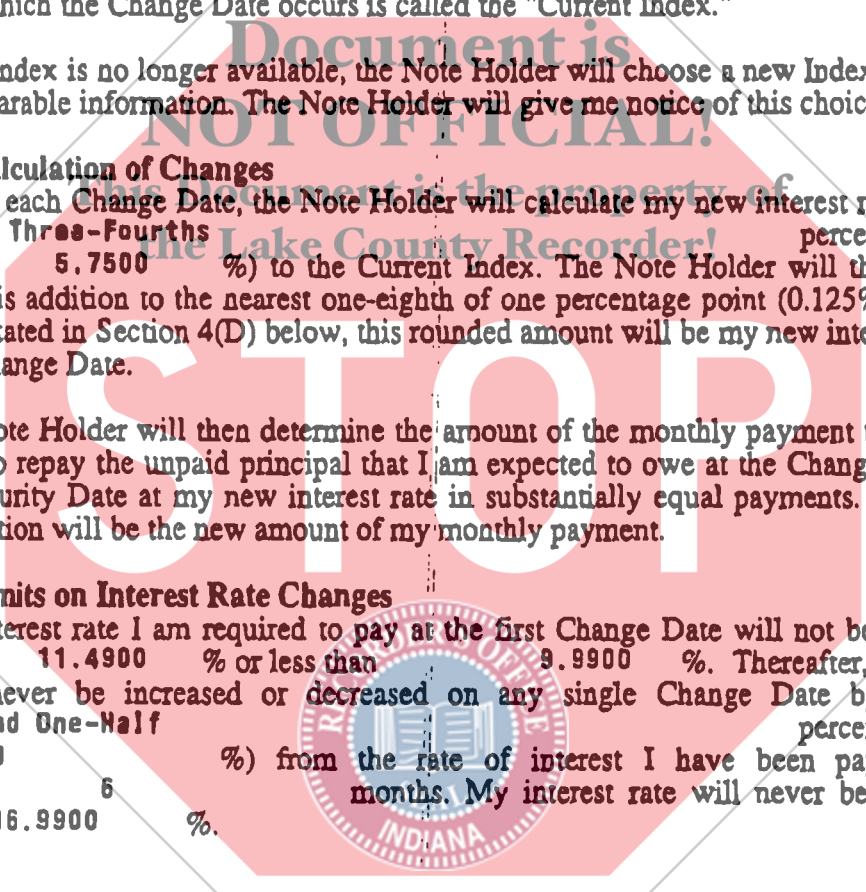 which the Change Date occurs is called the "Current Index."
Document is
ndex is no longer available, the Note Holder will choose a new Index
arable information. The Note Holder will give me notice of this choic
NOT OFFICIAL!
lculation of Changes
This Document is the property of
each Change Date, the Note Holder will calculate my new interest r
Three-Fourths perce
the Lake County Recorder!
5.7500 %) to the Current Index. The Note Holder will th
is addition to the nearest one-eighth of one percentage point (0.125%
ated in Section 4(D) below, this rounded amount will be my new inte
ange Date.
STOP
ote Holder will then determine the amount of the monthly payment
o repay the unpaid principal that I am expected to owe at the Chang
urity Date at my new interest rate in substantially equal payments.
tion will be the new amount of my monthly payment.
mits on Interest Rate Changes
terest rate I am required to pay at the first Change Date will not be
11.4900 % or less than 9.9900 %. Thereafter,
never be increased or decreased on any single Change Date b
nd One-Half perce
%) from the rate of interest I have been pa
6 months. My interest rate will never be
16.9900 %.
RECORDER'S OFFICE
INDIANA